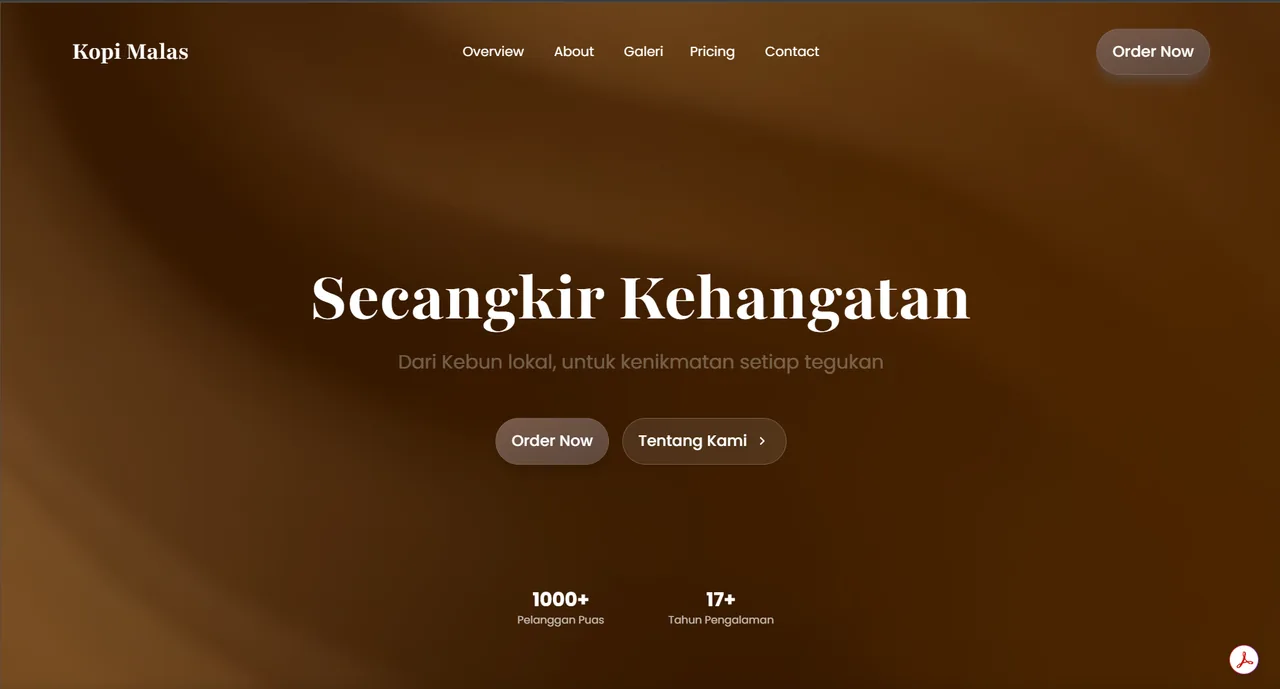 Kopi Malas
Overview About Galeri Pricing Contact
Order Now
Secangkir Kehangatan
Dari Kebun lokal, untuk kenikmatan setiap tegukan
Order Now
Tentang Kami
1000+
Pelanggan Puas
17+
Tahun Pengalaman